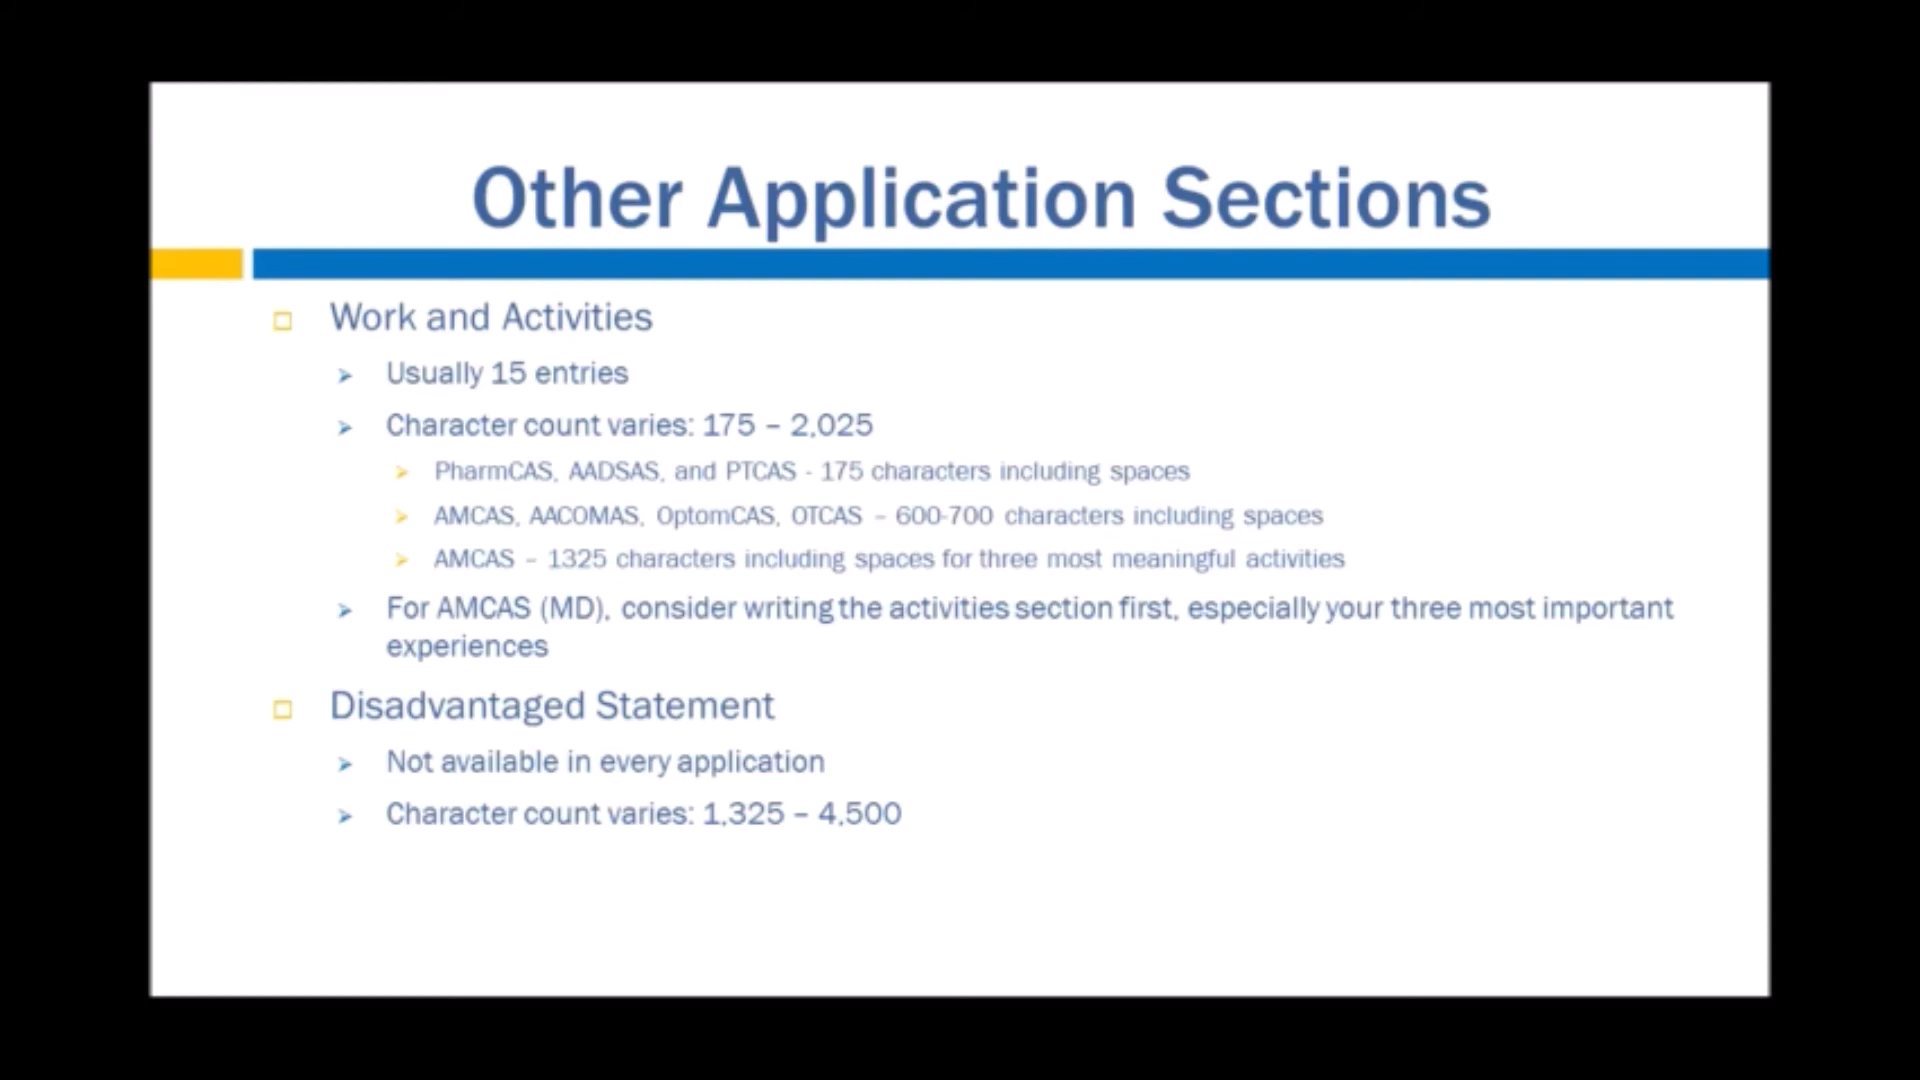 Other Application Sections
Work and Activities
Usually 15 entries
Character count varies: 175 – 2,025
PharmCAS, AADSAS, and PTCAS - 175 characters including spaces
AMCAS, AACOMAS, OptomCAS, OTCAS – 600-700 characters including spaces
AMCAS – 1325 characters including spaces for three most meaningful activities
For AMCAS (MD), consider writing the activities section first, especially your three most important
experiences
Disadvantaged Statement
Not available in every application
Character count varies: 1,325 – 4,500